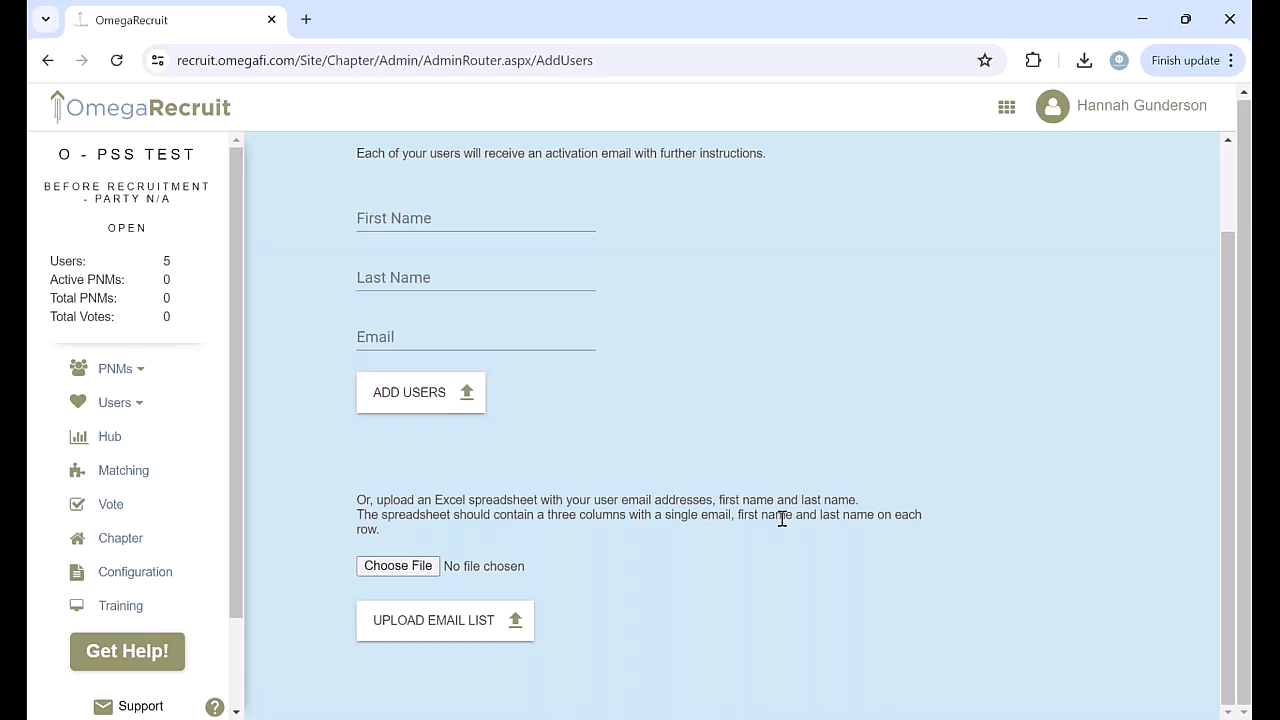 OmegaRecruit
recruit.omegafi.com/Site/Chapter/Admin/AdminRouter.aspx/AddUsers
Finish update
OmegaRecruit
Hannah Gunderson
O - PSS TEST
BEFORE RECRUITMENT
- PARTY N/A
OPEN
Users: 5
Active PNMs: 0
Total PNMs: 0
Total Votes: 0
PNMs
Users
Hub
Matching
Vote
Chapter
Configuration
Training
Get Help!
Support
?
Each of your users will receive an activation email with further instructions.
First Name
Last Name
Email
ADD USERS
Or, upload an Excel spreadsheet with your user email addresses, first name and last name.
The spreadsheet should contain a three columns with a single email, first name and last name on each
row.
Choose File No file chosen
UPLOAD EMAIL LIST